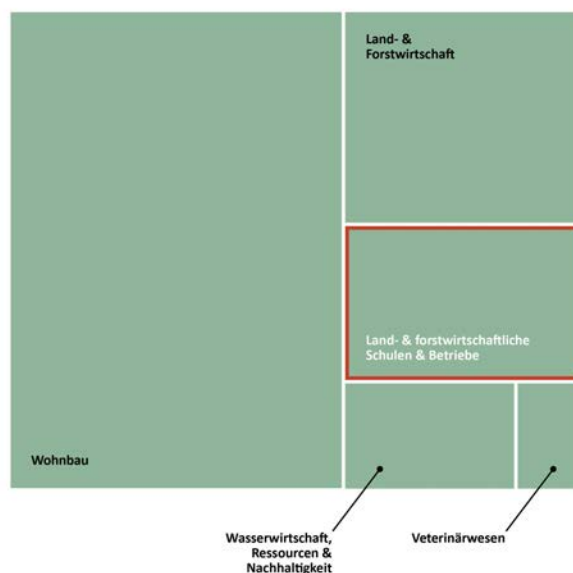 Land- &
Forstwirtschaft
Land- & forstwirtschaftliche
Schulen & Betriebe
Wohnbau
Wasserwirtschaft,
Ressourcen &
Nachhaltigkeit
Veterinärwesen